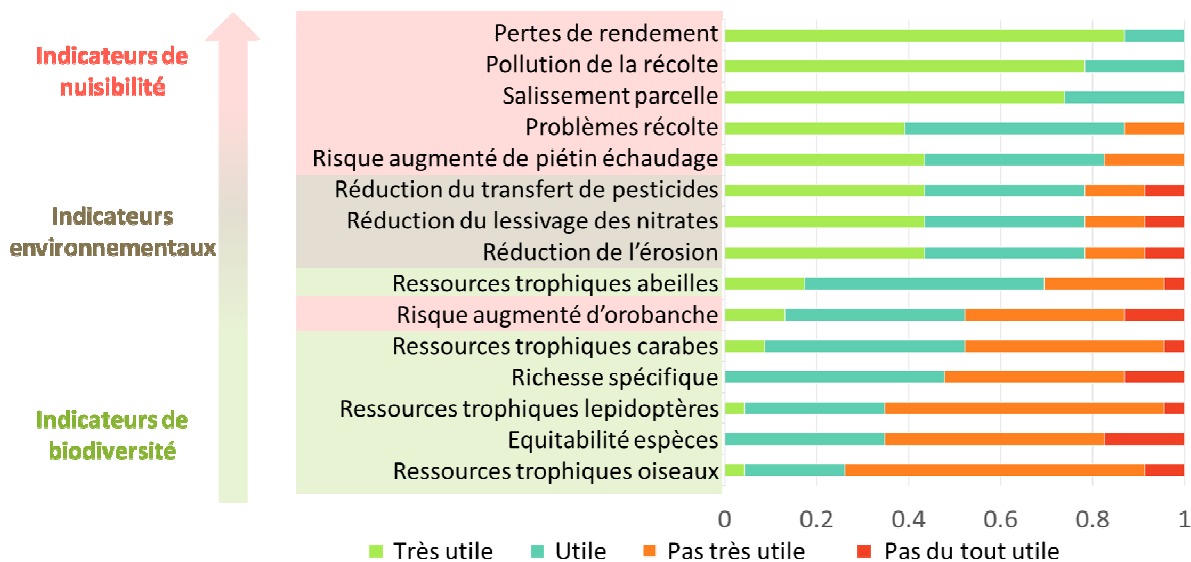 Indicateurs de
nuisibilité
Indicateurs
environnementaux
Indicateurs de
biodiversité
Pertes de rendement
Pollution de la récolte
Salissement parcelle
Problèmes récolte
Risque augmenté de piétin échaudage
Réduction du transfert de pesticides
Réduction du lessivage des nitrates
Réduction de l’érosion
Ressources trophiques abeilles
Risque augmenté d’orobanche
Ressources trophiques carabes
Richesse spécifique
Ressources trophiques lepidoptères
Equitabilité espèces
Ressources trophiques oiseaux
0 0.2 0.4 0.6 0.8 1
Très utile Utile Pas très utile Pas du tout utile